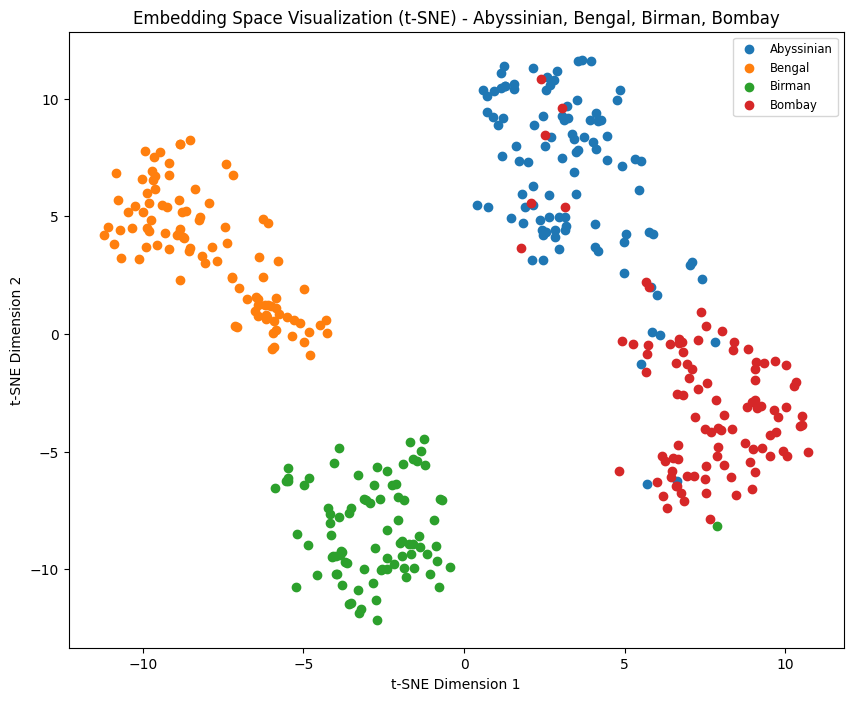 Embedding Space Visualization (t-SNE) - Abyssinian, Bengal, Birman, Bombay
Abyssinian
Bengal
Birman
Bombay
t-SNE Dimension 2
10
5
0
−5
−10
−10
−5
0
5
10
t-SNE Dimension 1